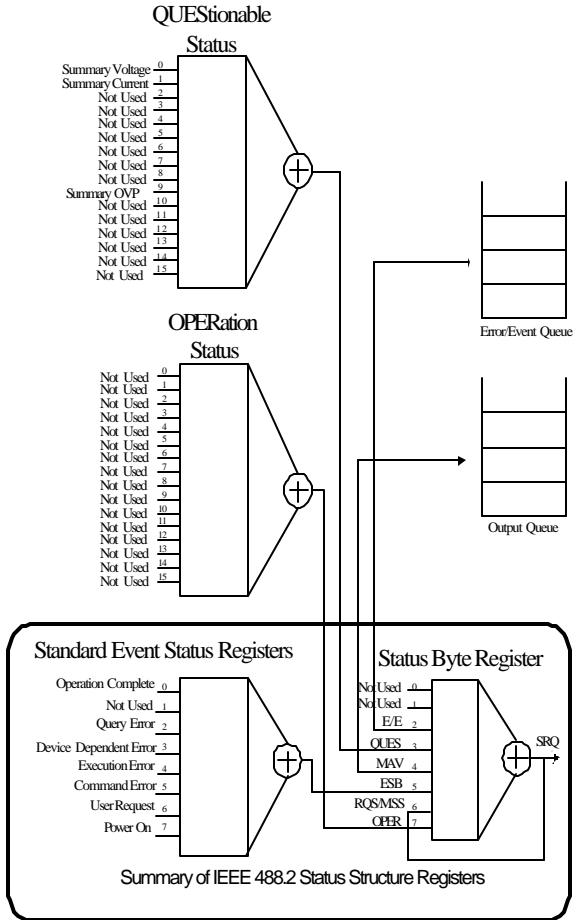 QUEStionable
Status
Summary Voltage 0
Summary Current 1
Not Used 2
Not Used 3
Not Used 4
Not Used 5
Not Used 6
Not Used 7
Not Used 8
Summary OVP 9
Not Used 10
Not Used 11
Not Used 12
Not Used 13
Not Used 14
Not Used 15
Error/Event Queue
OPERation
Status
Not Used 0
Not Used 1
Not Used 2
Not Used 3
Not Used 4
Not Used 5
Not Used 6
Not Used 7
Not Used 8
Not Used 9
Not Used 10
Not Used 11
Not Used 12
Not Used 13
Not Used 14
Not Used 15
Output Queue
Standard Event Status Registers
Operation Complete 0
Not Used 1
Query Error 2
Device Dependent Error 3
Execution Error 4
Command Error 5
User Request 6
Power On 7
Status Byte Register
Not Used 0
Not Used 1
E/E 2
QUES 3
MAV 4
ESB 5
RQS/MSS 6
OPER 7
SRQ
Summary of IEEE 488.2 Status Structure Registers